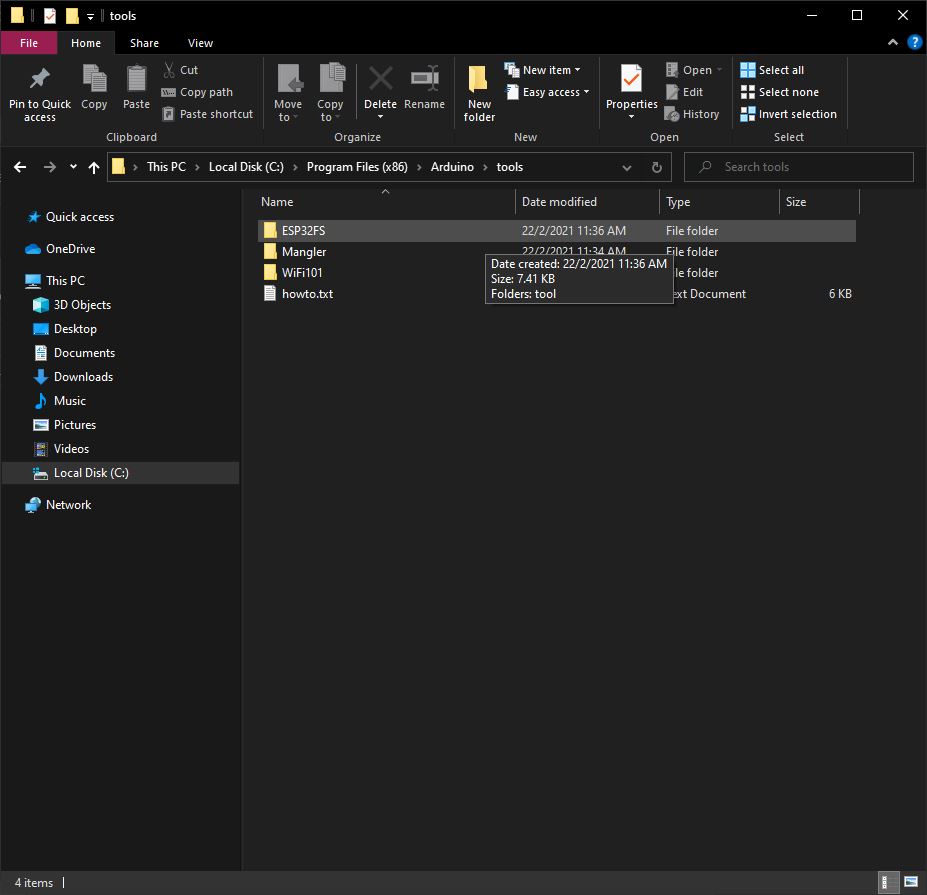 tools
File Home Share View
Pin to Quick access
Copy
Paste
Cut
Copy path
Paste shortcut
Clipboard
Move to
Copy to
Delete
Rename
Organize
New folder
New item
Easy access
New
Properties
Open
Edit
History
Open
Select all
Select none
Invert selection
Select
This PC > Local Disk (C:) > Program Files (x86) > Arduino > tools
Search tools
Quick access
OneDrive
This PC
3D Objects
Desktop
Documents
Downloads
Music
Pictures
Videos
Local Disk (C:)
Network
Name Date modified Type Size
ESP32FS 22/2/2021 11:36 AM File folder
Mangler 22/2/2021 11:34 AM File folder
WiFi101 le folder
howto.txt ext Document 6 KB
Date created: 22/2/2021 11:36 AM
Size: 7.41 KB
Folders: tool
4 items